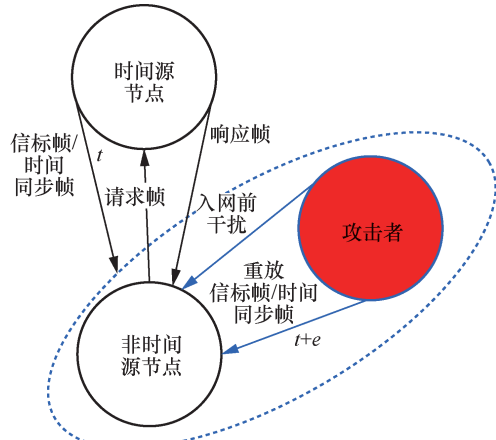 时间源
节点
信标帧/
时间
同步帧
t
请求帧
响应帧
入网前
干扰
攻击者
重放
信标帧/时间
同步帧
t+e
非时间
源节点